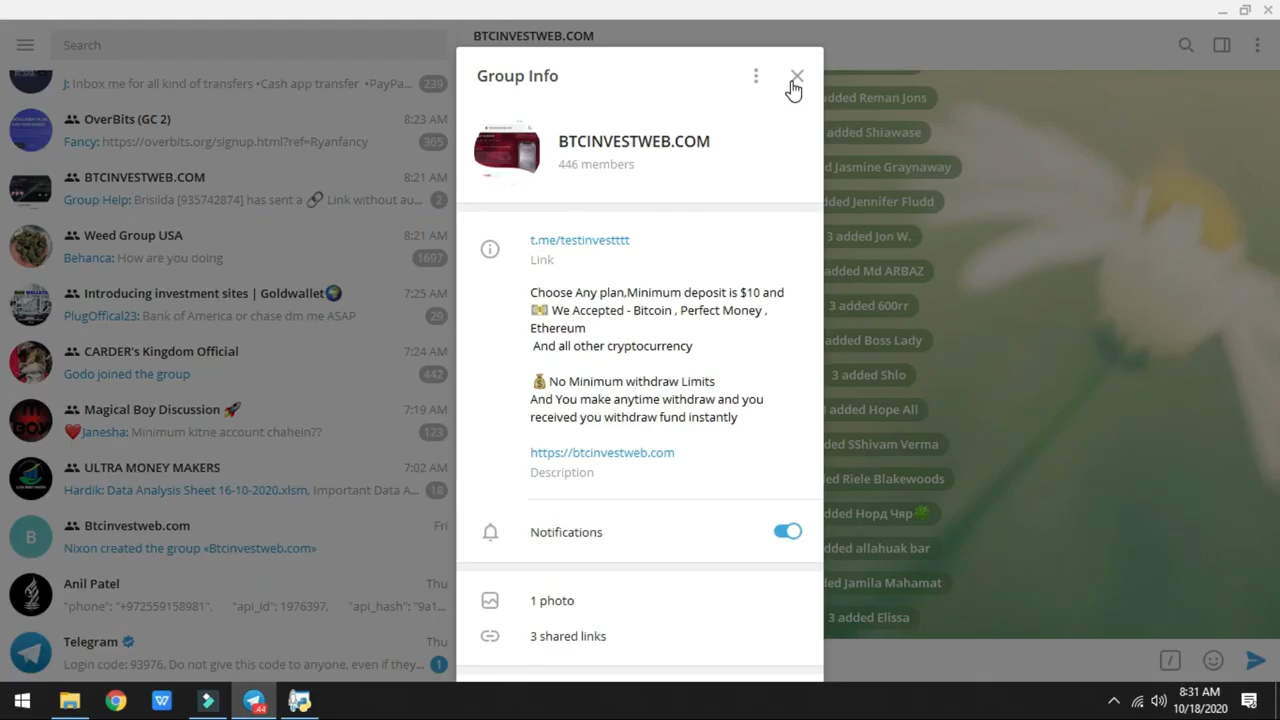 Search
J: Inbox me for all kind of transfers •Cash app transfer •PayPa...
239
OverBits (GC 2)
8:23 AM
Fancy: https://overbits.org/signup.html?ref=Ryanfancy
365
BTCINVESTWEB.COM
8:21 AM
Group Help: Brisilda [935742874] has sent a 🔗 Link without au...
2
Weed Group USA
8:21 AM
Behanca: How are you doing
1697
Introducing investment sites | Goldwallet🌍
7:25 AM
PlugOffical23: Bank of America or chase dm me ASAP
29
CARDER's Kingdom Official
7:24 AM
Godo joined the group
442
Magical Boy Discussion 🚀
7:19 AM
❤️Janesha: Minimum kitne account chahein??
123
ULTRA MONEY MAKERS
7:02 AM
Hardik: Data Analysis Sheet 16-10-2020.xlsm, Important Data A...
18
B
Btcinvestweb.com
Fri
Nixon created the group «Btcinvestweb.com»
Anil Patel
Thu
"phone": "+972559158981", "api_id": 1976397, "api_hash": "9a1...
Telegram
Thu
Login code: 93976. Do not give this code to anyone, even if they...
1
BTCINVESTWEB.COM
Group Info
BTCINVESTWEB.COM
446 members
t.me/testinvestttt
Link
Choose Any plan,Minimum deposit is $10 and
💵 We Accepted - Bitcoin , Perfect Money ,
Ethereum
And all other cryptocurrency
💰 No Minimum withdraw Limits
And You make anytime withdraw and you
received you withdraw fund instantly
https://btcinvestweb.com
Description
Notifications
1 photo
3 shared links
added Reman Jons
added Shiawase
added Jasmine Graynaway
added Jennifer Fludd
3 added Jon W.
added Md ARBAZ
3 added 600rr
added Boss Lady
3 added Shlo
3 added Hope All
added SShivam Verma
added Riele Blakewoods
added Норд Чяр🍀
added allahuak bar
ed Jamila Mahamat
3 added Elissa
44
8:31 AM
10/18/2020